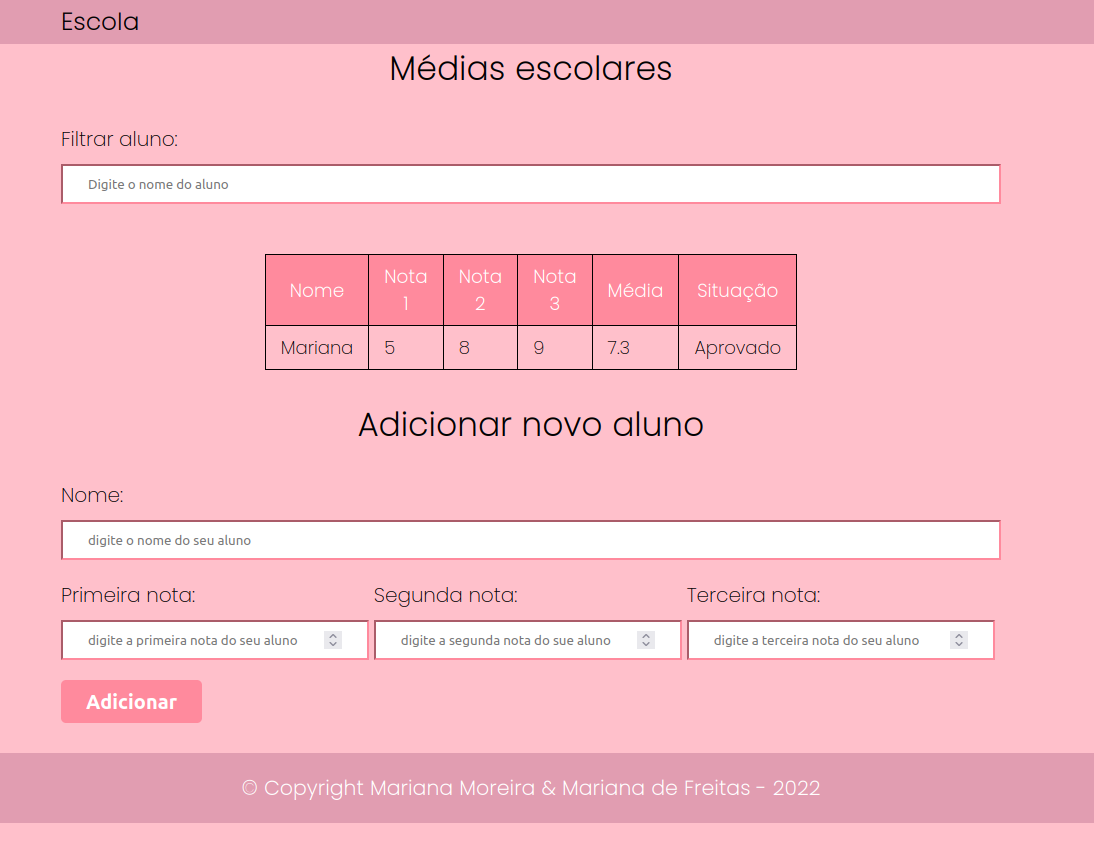 Escola
Médias escolares
Filtrar aluno:
Digite o nome do aluno
Nome Nota 1 Nota 2 Nota 3 Média Situação
Mariana 5 8 9 7.3 Aprovado
Adicionar novo aluno
Nome:
digite o nome do seu aluno
Primeira nota: Segunda nota: Terceira nota:
digite a primeira nota do seu aluno digite a segunda nota do sue aluno digite a terceira nota do seu aluno
Adicionar
© Copyright Mariana Moreira & Mariana de Freitas - 2022